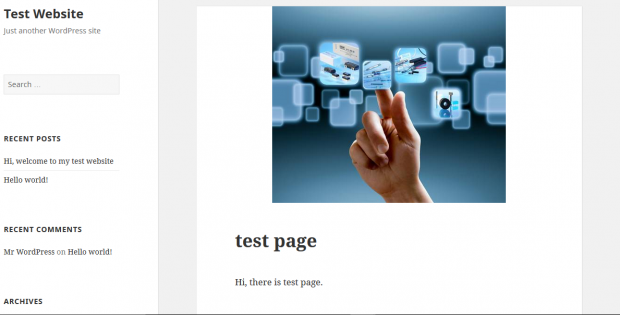 Test Website
Just another WordPress site
Search ...
RECENT POSTS
Hi, welcome to my test website
Hello world!
RECENT COMMENTS
Mr WordPress on Hello world!
ARCHIVES
test page
Hi, there is test page.